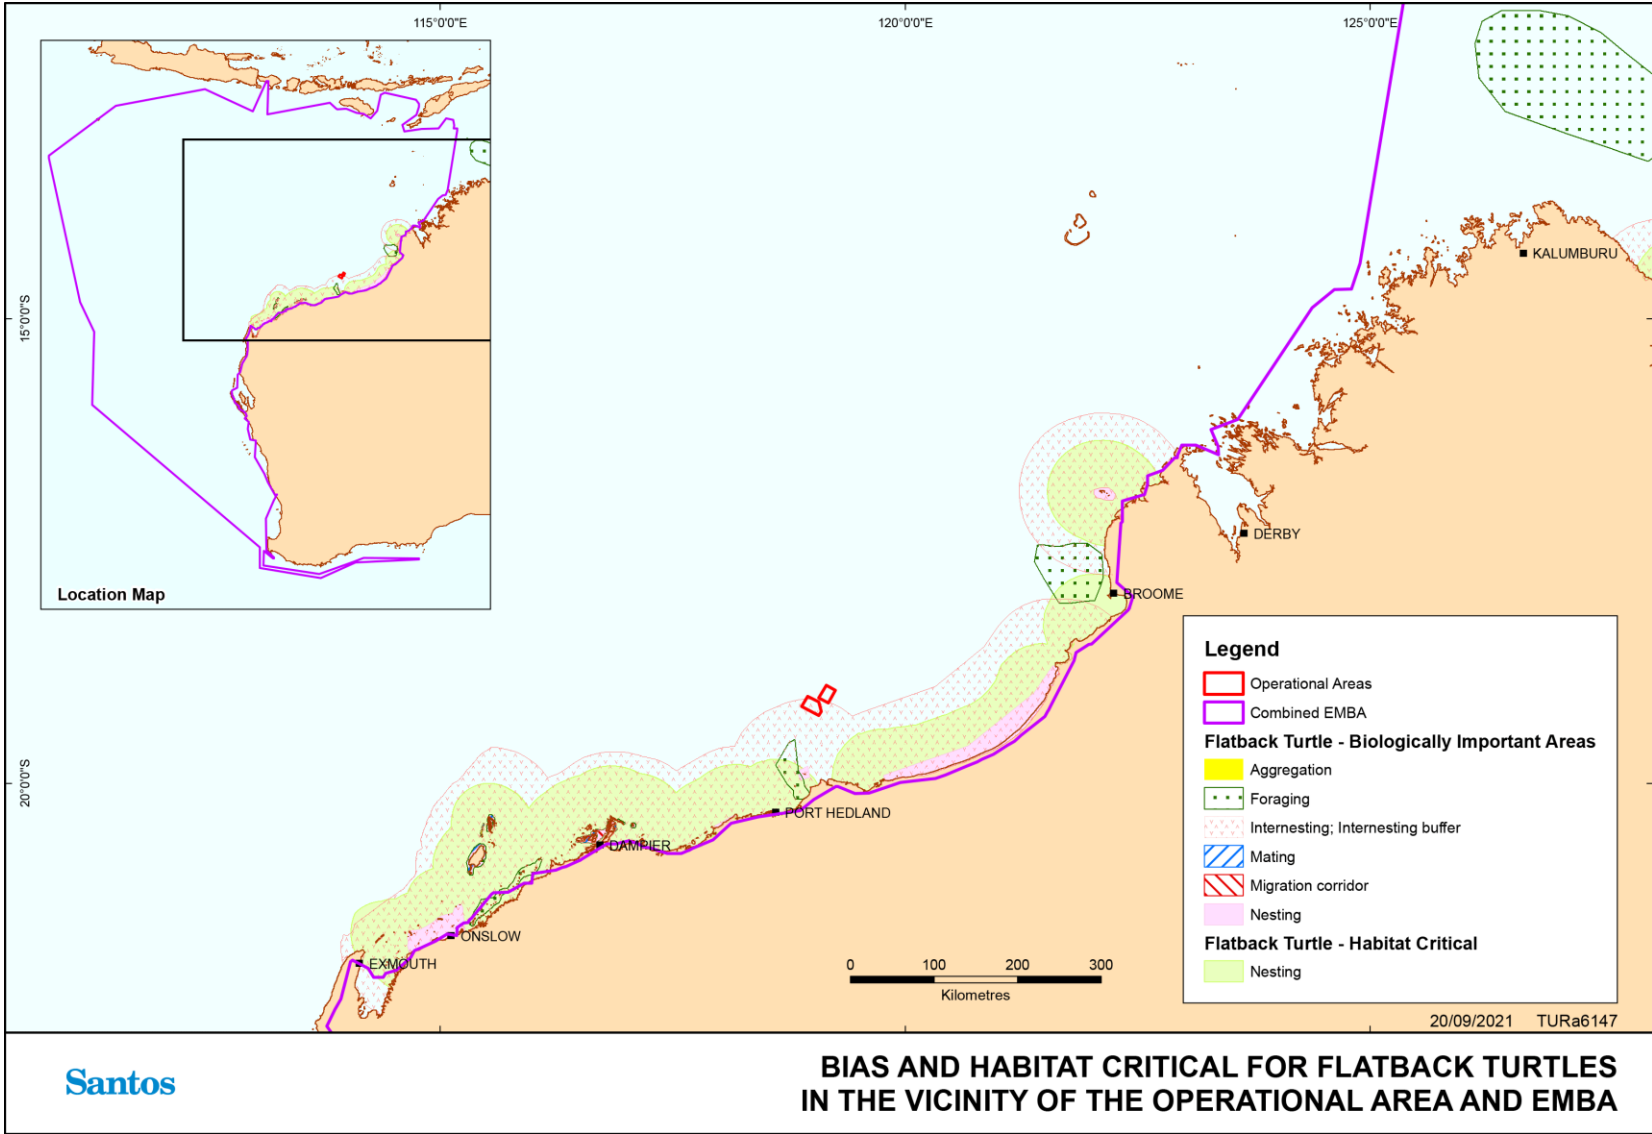 115°0'0"E
120°0'0"E
125°0'0"E
15°0'0"S
20°0'0"S
Location Map
KALUMBURU
DERBY
BROOME
PORT HEDLAND
DAMPIER
ONSLOW
EXMOUTH
0 100 200 300
Kilometres
Legend
Operational Areas
Combined EMBA
Flatback Turtle - Biologically Important Areas
Aggregation
Foraging
Internesting; Internesting buffer
Mating
Migration corridor
Nesting
Flatback Turtle - Habitat Critical
Nesting
20/09/2021 TURa6147
Santos
BIAS AND HABITAT CRITICAL FOR FLATBACK TURTLES
IN THE VICINITY OF THE OPERATIONAL AREA AND EMBA